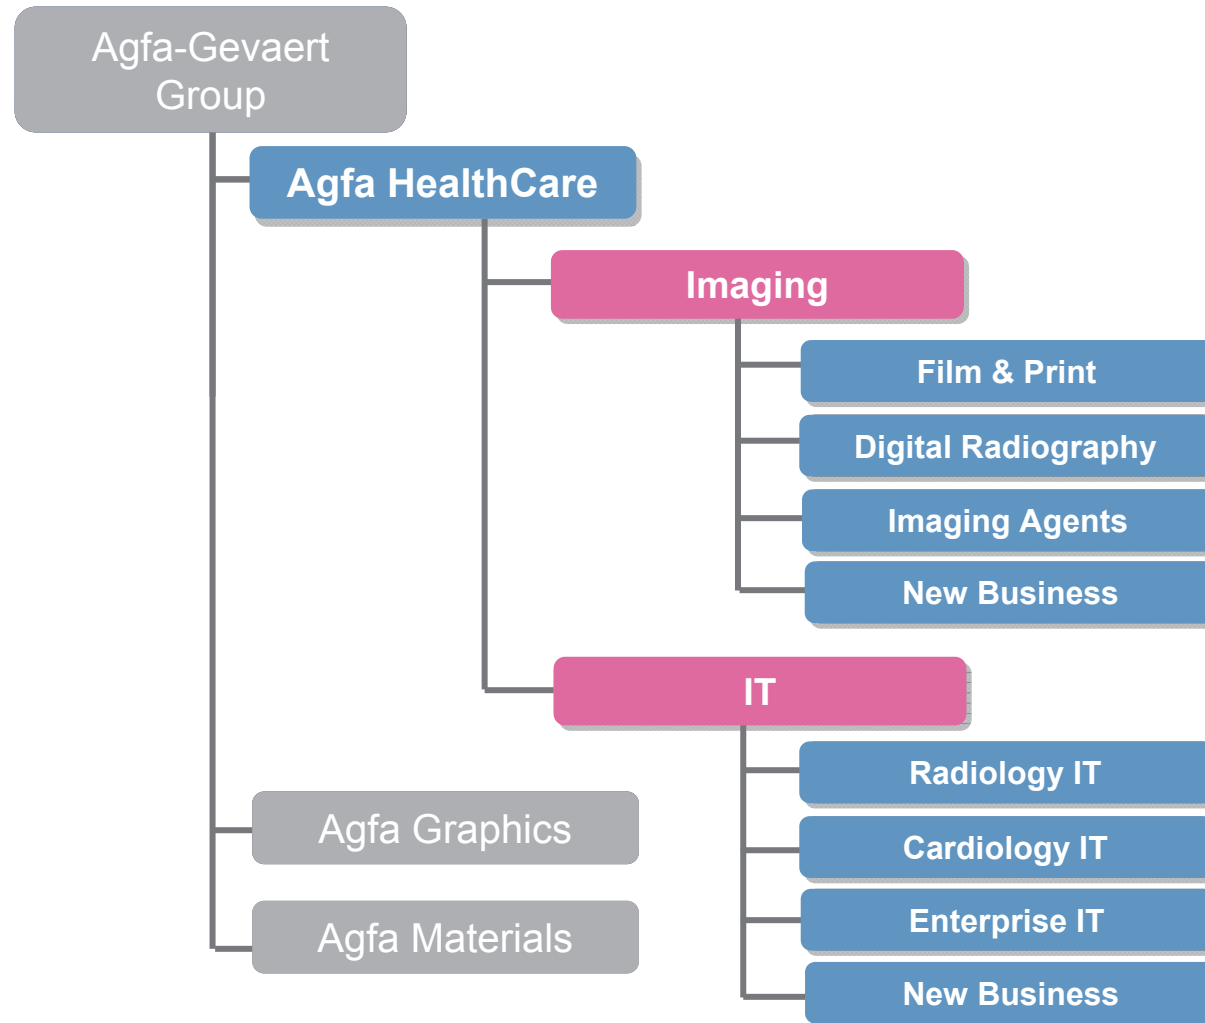 Agfa-Gevaert
Group
Agfa HealthCare
Imaging
Film & Print
Digital Radiography
Imaging Agents
New Business
IT
Radiology IT
Cardiology IT
Enterprise IT
New Business
Agfa Graphics
Agfa Materials